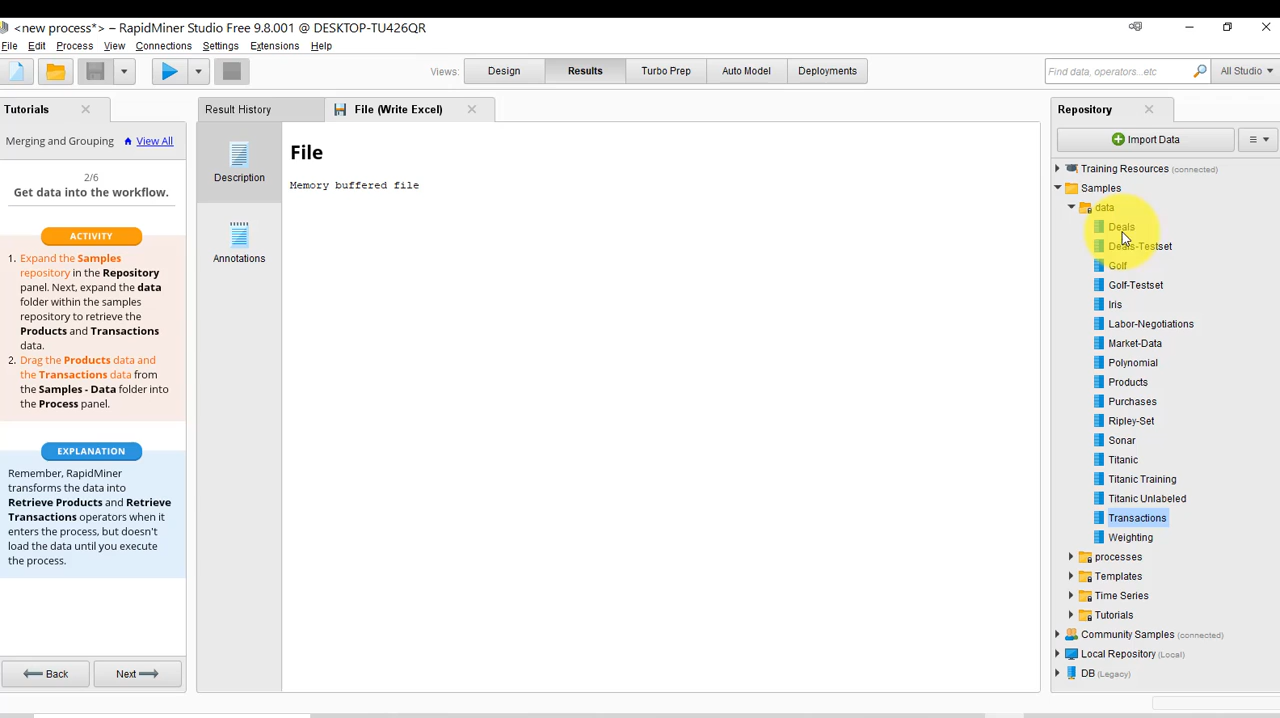 <new process*> – RapidMiner Studio Free 9.8.001 @ DESKTOP-TU426QR
File Edit Process View Connections Settings Extensions Help
Views: Design Results Turbo Prep Auto Model Deployments
Find data, operators...etc
All Studio
Tutorials
Merging and Grouping View All
2/6
Get data into the workflow.
ACTIVITY
1. Expand the Samples
repository in the Repository
panel. Next, expand the data
folder within the samples
repository to retrieve the
Products and Transactions
data.
2. Drag the Products data and
the Transactions data from
the Samples - Data folder into
the Process panel.
EXPLANATION
Remember, RapidMiner
transforms the data into
Retrieve Products and Retrieve
Transactions operators when it
enters the process, but doesn't
load the data until you execute
the process.
Back
Next
Result History
File (Write Excel)
Description
Annotations
File
Memory buffered file
Repository
Import Data
Training Resources (connected)
Samples
data
Deals
Deals-Testset
Golf
Golf-Testset
Iris
Labor-Negotiations
Market-Data
Polynomial
Products
Purchases
Ripley-Set
Sonar
Titanic
Titanic Training
Titanic Unlabeled
Transactions
Weighting
processes
Templates
Time Series
Tutorials
Community Samples (connected)
Local Repository (Local)
DB (Legacy)